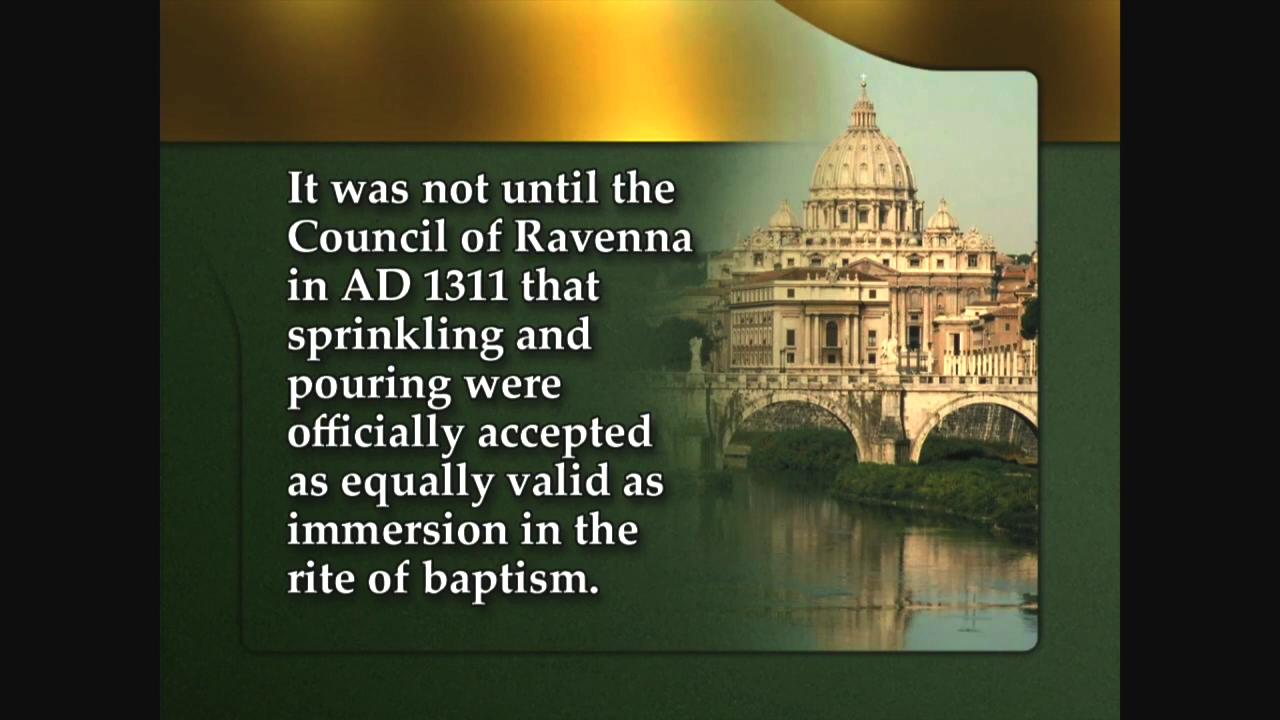 It was not until the
Council of Ravenna
in AD 1311 that
sprinkling and
pouring were
officially accepted
as equally valid as
immersion in the
rite of baptism.